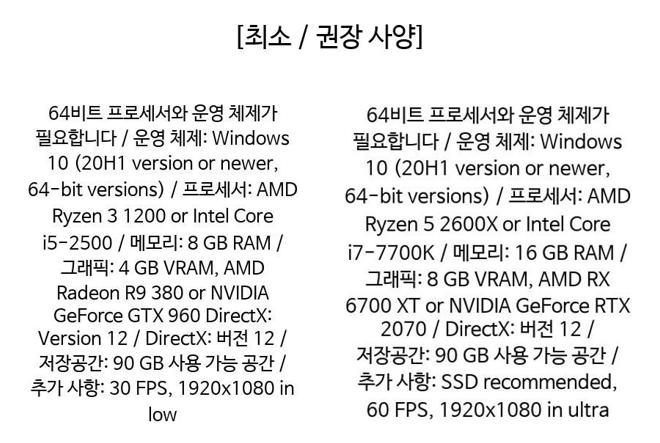 [최소 / 권장 사양]
64비트 프로세서와 운영 체제가
필요합니다 / 운영 체제: Windows
10 (20H1 version or newer,
64-bit versions) / 프로세서: AMD
Ryzen 3 1200 or Intel Core
i5-2500 / 메모리: 8 GB RAM /
그래픽: 4 GB VRAM, AMD
Radeon R9 380 or NVIDIA
GeForce GTX 960 DirectX:
Version 12 / DirectX: 버전 12 /
저장공간: 90 GB 사용 가능 공간 /
추가 사항: 30 FPS, 1920x1080 in
low
64비트 프로세서와 운영 체제가
필요합니다 / 운영 체제: Windows
10 (20H1 version or newer,
64-bit versions) / 프로세서: AMD
Ryzen 5 2600X or Intel Core
i7-7700K / 메모리: 16 GB RAM /
그래픽: 8 GB VRAM, AMD RX
6700 XT or NVIDIA GeForce RTX
2070 / DirectX: 버전 12 /
저장공간: 90 GB 사용 가능 공간 /
추가 사항: SSD recommended,
60 FPS, 1920x1080 in ultra